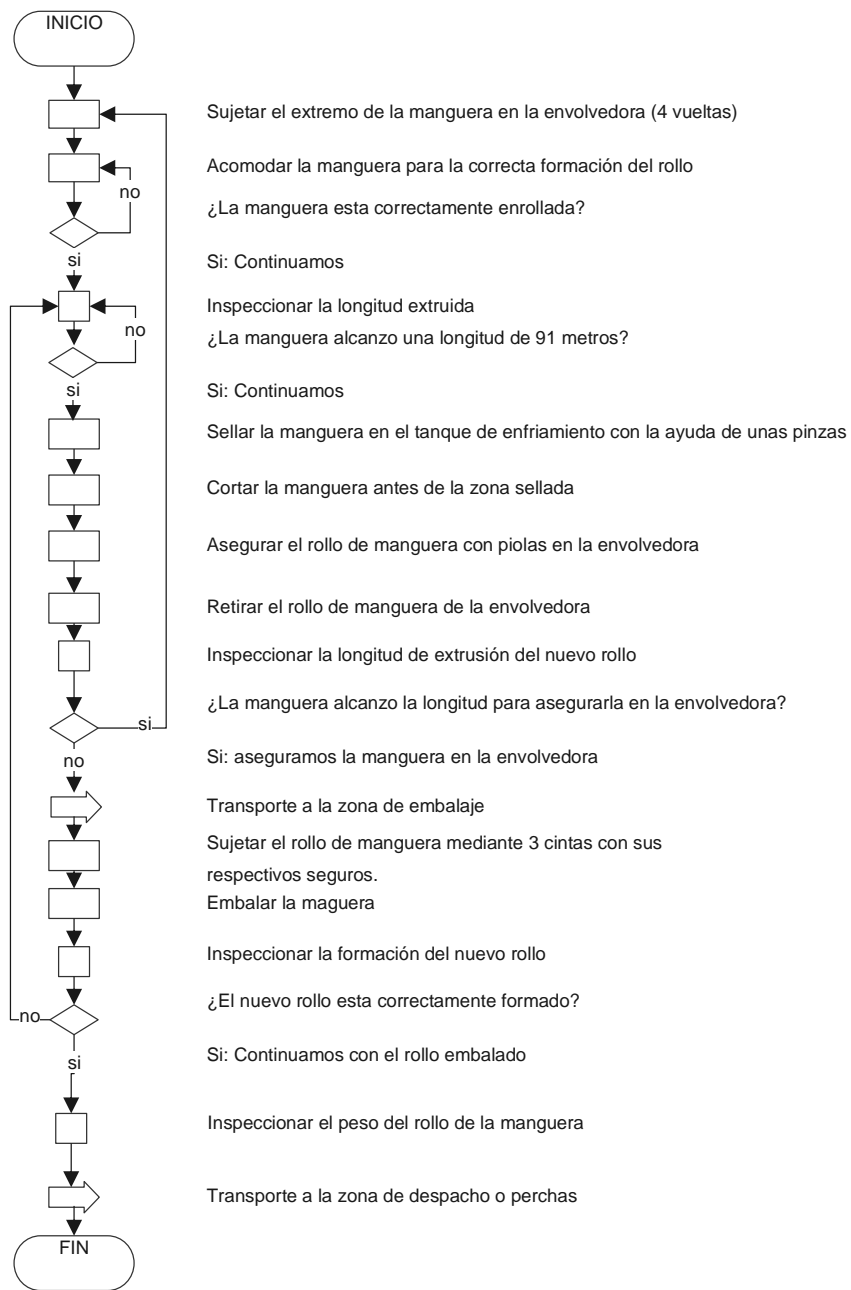 INICIO
Sujetar el extremo de la manguera en la envolvedora (4 vueltas)
Acomodar la manguera para la correcta formación del rollo
no
¿La manguera esta correctamente enrollada?
si
Si: Continuamos
Inspeccionar la longitud extruida
no
¿La manguera alcanzo una longitud de 91 metros?
si
Si: Continuamos
Sellar la manguera en el tanque de enfriamiento con la ayuda de unas pinzas
Cortar la manguera antes de la zona sellada
Asegurar el rollo de manguera con piolas en la envolvedora
Retirar el rollo de manguera de la envolvedora
Inspeccionar la longitud de extrusión del nuevo rollo
¿La manguera alcanzo la longitud para asegurarla en la envolvedora?
si
no
Si: aseguramos la manguera en la envolvedora
Transporte a la zona de embalaje
Sujetar el rollo de manguera mediante 3 cintas con sus
respectivos seguros.
Embalar la maguera
Inspeccionar la formación del nuevo rollo
¿El nuevo rollo esta correctamente formado?
no
si
Si: Continuamos con el rollo embalado
Inspeccionar el peso del rollo de la manguera
Transporte a la zona de despacho o perchas
FIN